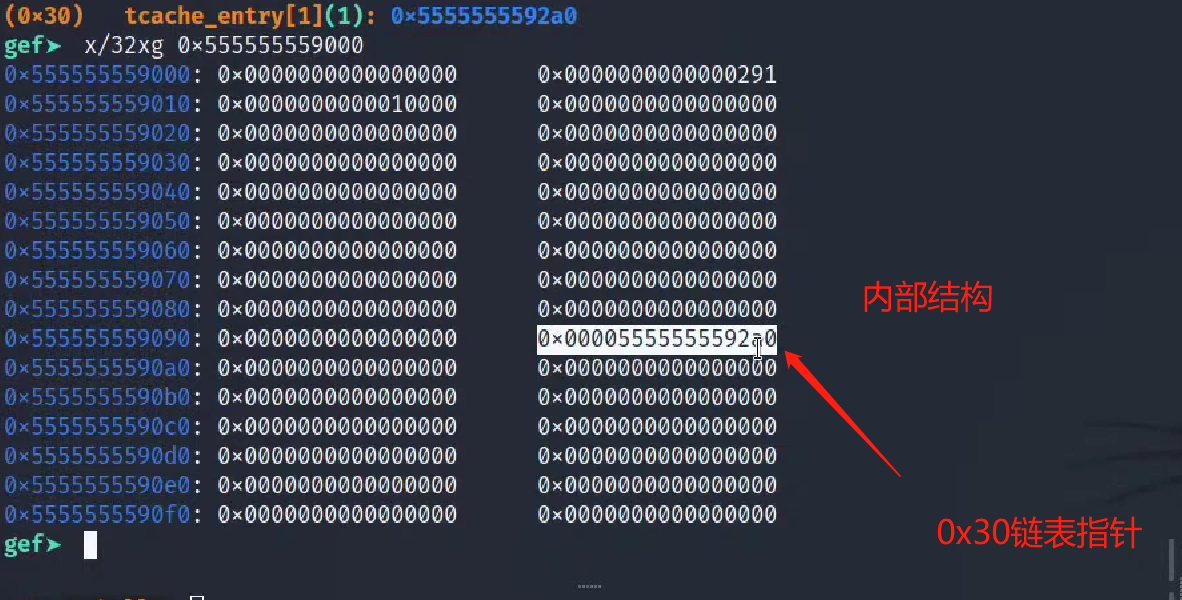 (0×30)   tcache_entry[1](1): 0×5555555592a0
gef➤  x/32xg 0×555555559000
0×555555559000: 0×0000000000000000      0×0000000000000291
0×555555559010: 0×0000000000010000      0×0000000000000000
0×555555559020: 0×0000000000000000      0×0000000000000000
0×555555559030: 0×0000000000000000      0×0000000000000000
0×555555559040: 0×0000000000000000      0×0000000000000000
0×555555559050: 0×0000000000000000      0×0000000000000000
0×555555559060: 0×0000000000000000      0×0000000000000000
0×555555559070: 0×0000000000000000      0×0000000000000000
0×555555559080: 0×0000000000000000      0×0000000000000000
内部结构
0×555555559090: 0×0000000000000000      0×00005555555592a0
0×5555555590a0: 0×0000000000000000      0×0000000000000000
0×5555555590b0: 0×0000000000000000      0×0000000000000000
0×5555555590c0: 0×0000000000000000      0×0000000000000000
0×5555555590d0: 0×0000000000000000      0×0000000000000000
0×5555555590e0: 0×0000000000000000      0×0000000000000000
0×5555555590f0: 0×0000000000000000      0×0000000000000000
0x30链表指针
gef➤